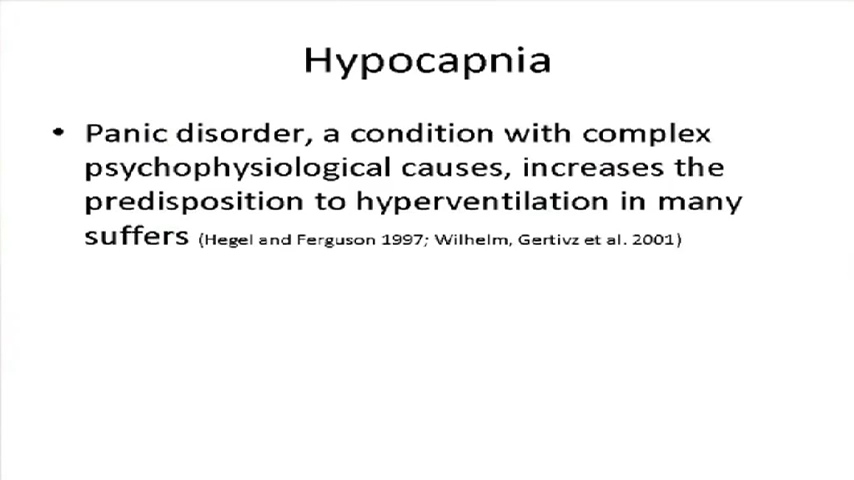 Hypocapnia
• Panic disorder, a condition with complex
psychophysiological causes, increases the
predisposition to hyperventilation in many
suffers (Hegel and Ferguson 1997; Wilhelm, Gertivz et al. 2001)